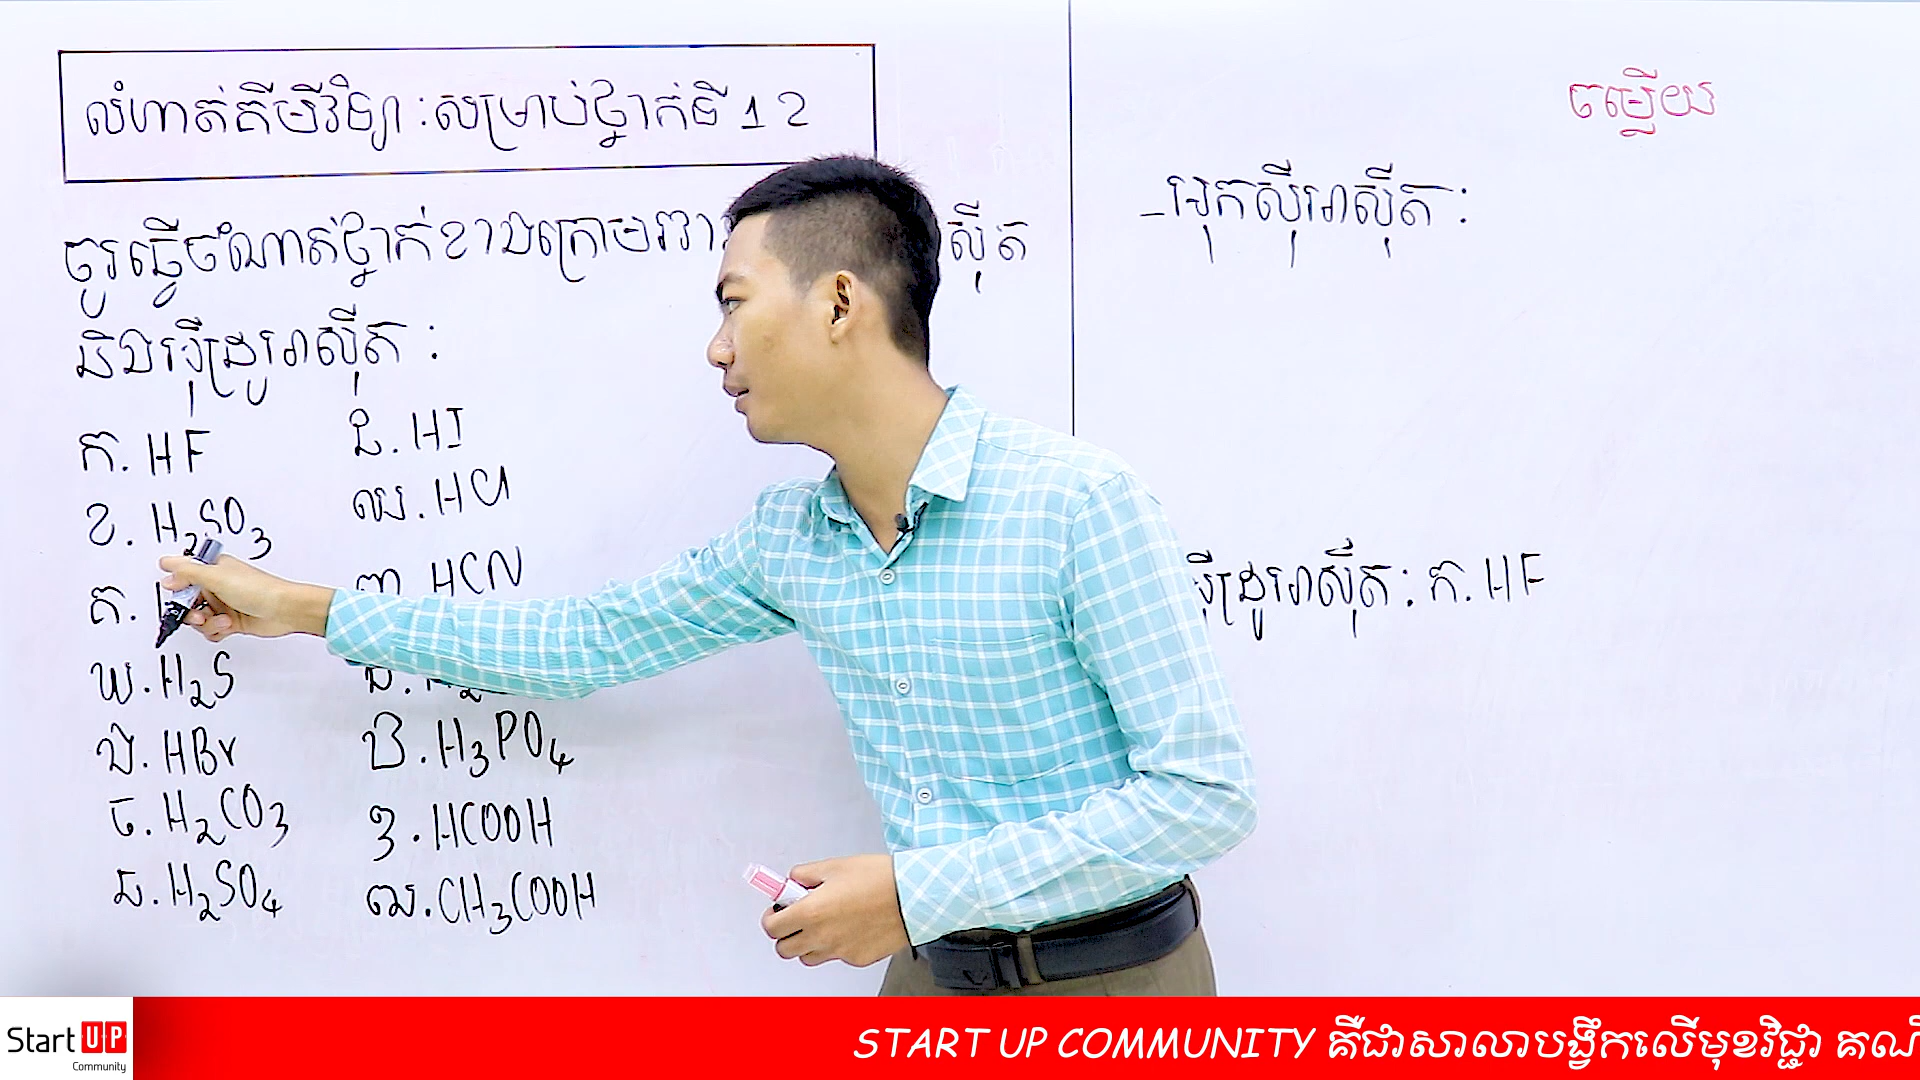 លំហាត់គីមីវិទ្យា : សម្រាប់ថ្នាក់ទី 12
ចូរធ្វើចំណាត់ថ្នាក់ខាងក្រោមរវាង ស៊ីត
និងអ៊ីដ្រូអាស៊ីត :
ក. HF
ខ. H₂SO₃
គ.
ឃ. H₂S
ង. HBr
ច. H₂CO₃
ឆ. H₂SO₄
ជ. HI
ឈ. HCl
ញ. HCN
ឋ. H₃PO₄
ឌ. HCOOH
ឍ. CH₃COOH
ចម្លើយ
_ អុកស៊ីអាស៊ីត :
អ៊ីដ្រូអាស៊ីត : ក. HF
Start UP
Community
START UP COMMUNITY គឺជាសាលាបង្វឹកលើមុខវិជ្ជា គណិ